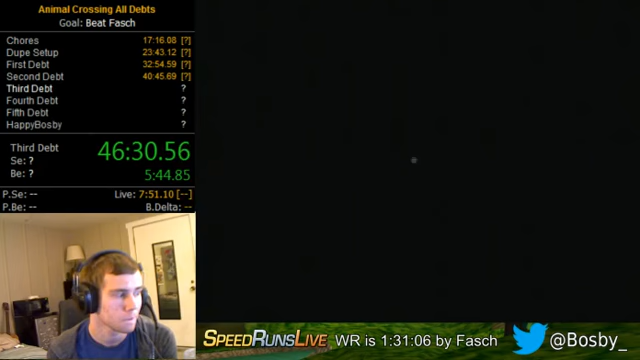 Animal Crossing All Debts
Goal: Beat Fasch
Chores 17:16.08 [?]
Dupe Setup 23:43.12 [?]
First Debt 32:54.59 [?]
Second Debt 40:45.69 [?]
Third Debt ?
Fourth Debt ?
Fifth Debt ?
HappyBosby ?
Third Debt 46:30.56
Se: ?
Be: ? 5:44.85
P.Se: -- Live: 7:51.10 [--]
P.Be: -- B.Delta: --
SPEEDRUNSLIVE WR is 1:31:06 by Fasch @Bosby_